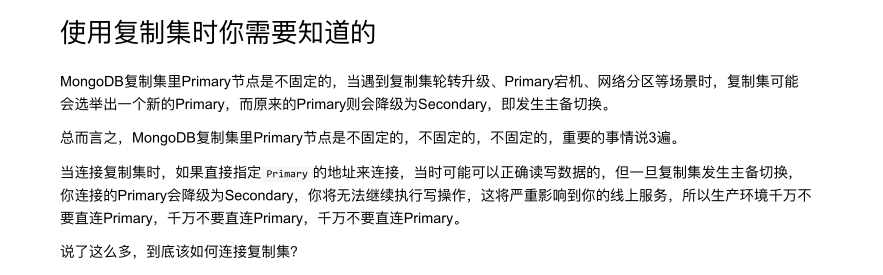 使用复制集时你需要知道的
MongoDB复制集里Primary节点是不固定的，当遇到复制集轮转升级、Primary宕机、网络分区等场景时，复制集可能
会选举出一个新的Primary，而原来的Primary则会降级为Secondary，即发生主备切换。
总而言之，MongoDB复制集里Primary节点是不固定的，不固定的，不固定的，重要的事情说3遍。
当连接复制集时，如果直接指定 Primary 的地址来连接，当时可能可以正确读写数据的，但一旦复制集发生主备切换，
你连接的Primary会降级为Secondary，你将无法继续执行写操作，这将严重影响到你的线上服务，所以生产环境千万不
要直连Primary，千万不要直连Primary，千万不要直连Primary。
说了这么多，到底该如何连接复制集？